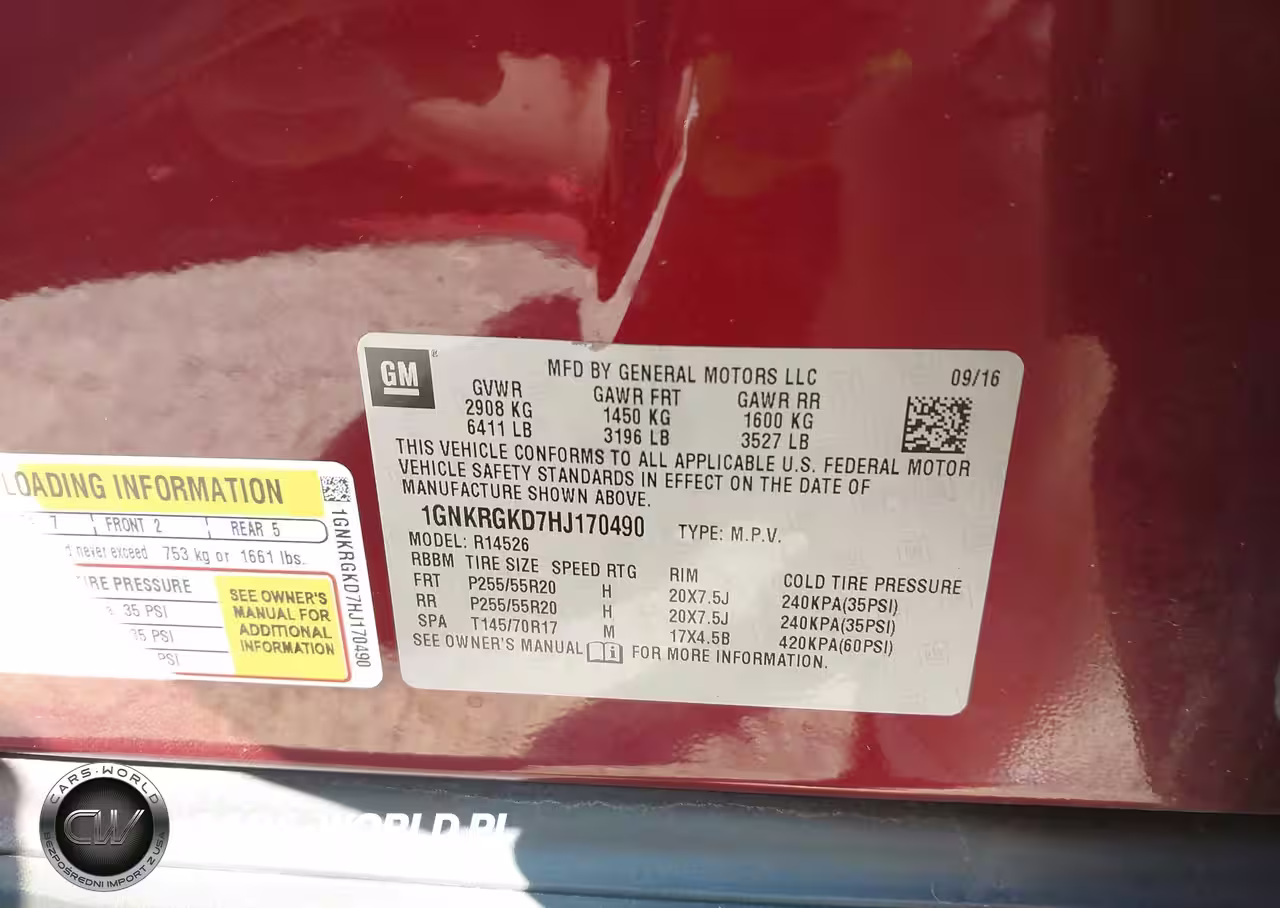 GM
MFD BY GENERAL MOTORS LLC
09/16
GVWR GAWR FRT GAWR RR
2908 KG 1450 KG 1600 KG
6411 LB 3196 LB 3527 LB
THIS VEHICLE CONFORMS TO ALL APPLICABLE U.S. FEDERAL MOTOR
VEHICLE SAFETY STANDARDS IN EFFECT ON THE DATE OF
MANUFACTURE SHOWN ABOVE.
1GNKRGKD7HJ170490 TYPE: M.P.V.
MODEL: R14526
RBBM TIRE SIZE SPEED RTG RIM COLD TIRE PRESSURE
FRT P255/55R20 H 20X7.5J 240KPA(35PSI)
RR P255/55R20 H 20X7.5J 240KPA(35PSI)
SPA T145/70R17 M 17X4.5B 420KPA(60PSI)
SEE OWNER'S MANUAL FOR MORE INFORMATION.
LOADING INFORMATION
7 FRONT 2 REAR 5
never exceed 753 kg or 1661 lbs.
PRESSURE
35 PSI
35 PSI
PSI
SEE OWNER'S
MANUAL FOR
ADDITIONAL
INFORMATION
1GNKRGKD7HJ170490
CARS-WORLD
CW
BEZPOŚREDNI IMPORT Z USA
WORLD.PL